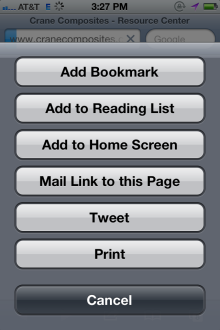 AT&T E 3:27 PM
Crane Composites - Resource Center
www.cranecomposites. Google
Add Bookmark
Add to Reading List
Add to Home Screen
Mail Link to this Page
Tweet
Print
Cancel